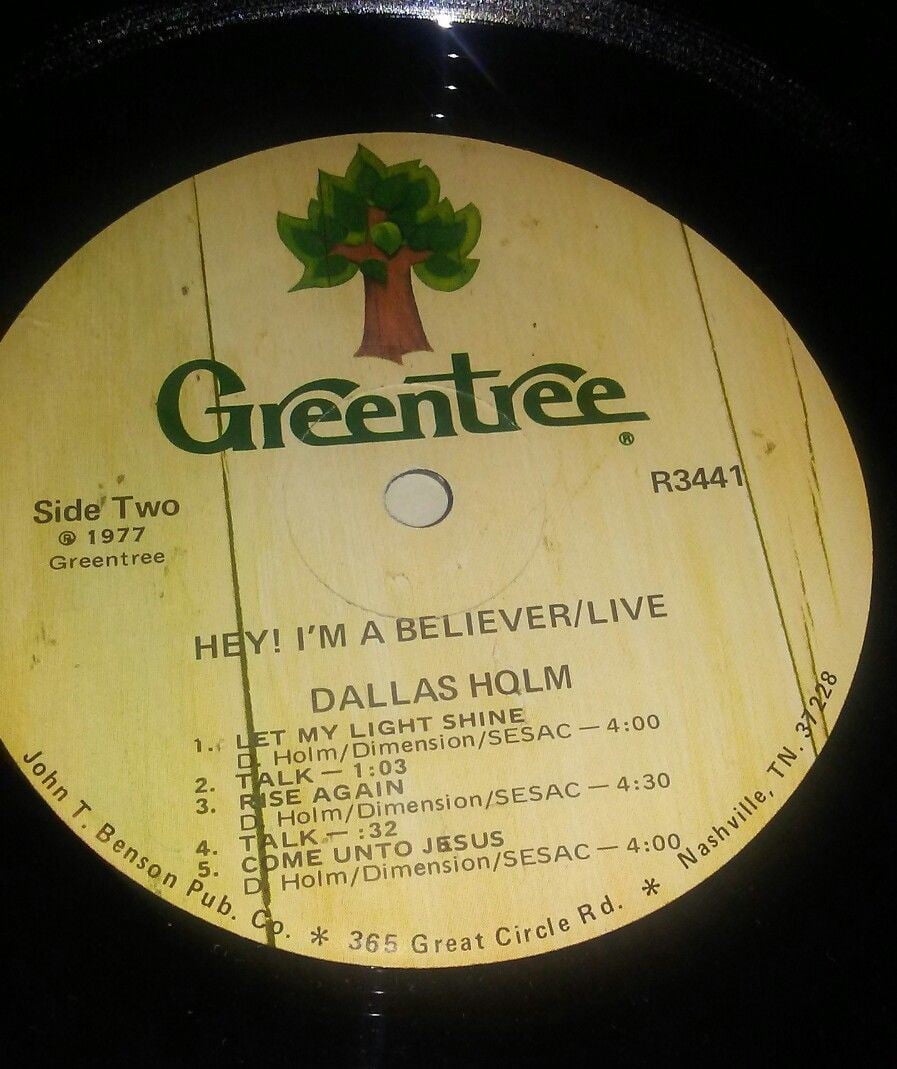 Greentree
®
R3441
Side Two
℗ 1977
Greentree
HEY! I'M A BELIEVER/LIVE
DALLAS HOLM
1. LET MY LIGHT SHINE
D. Holm/Dimension/SESAC — 4:00
2. TALK — 1:03
3. RISE AGAIN
D. Holm/Dimension/SESAC — 4:30
4. TALK — :32
5. COME UNTO JESUS
D. Holm/Dimension/SESAC — 4:00
John T. Benson Pub. Co. * 365 Great Circle Rd. * Nashville, TN. 37228